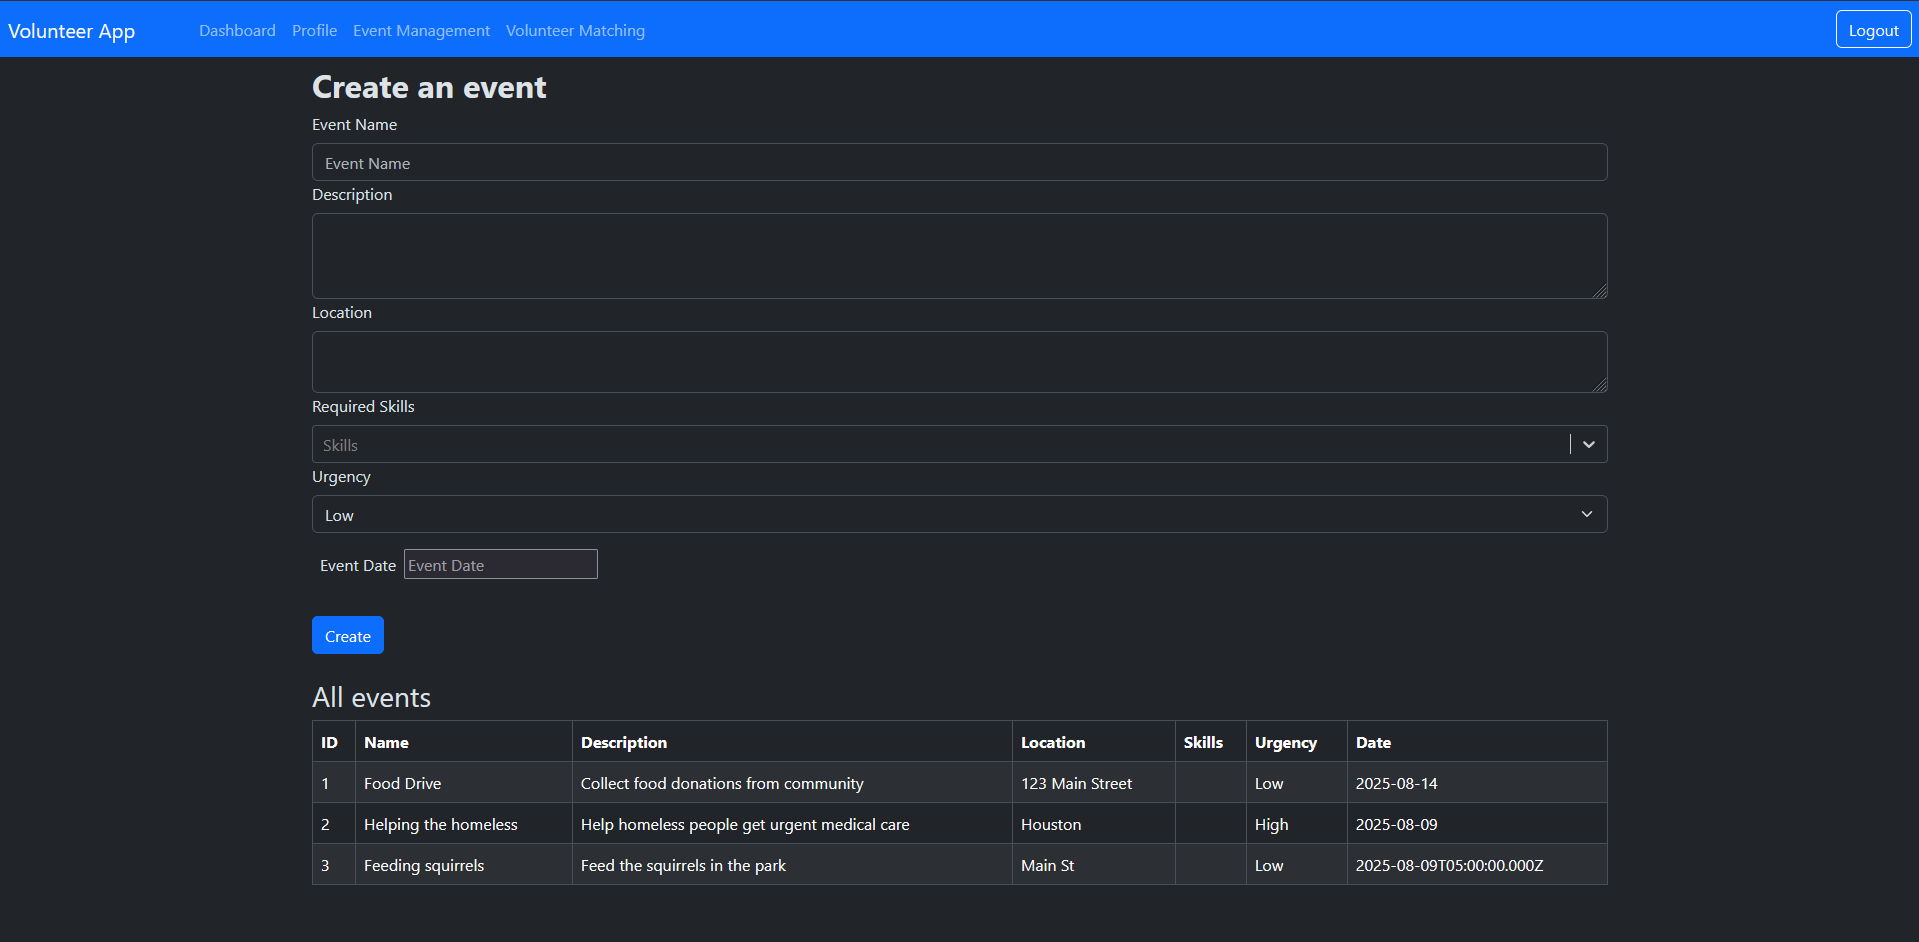 Volunteer App Dashboard Profile Event Management Volunteer Matching Logout
Create an event
Event Name
Event Name
Description
Location
Required Skills
Skills
Urgency
Low
Event Date Event Date
Create
All events
ID Name Description Location Skills Urgency Date
1 Food Drive Collect food donations from community 123 Main Street Low 2025-08-14
2 Helping the homeless Help homeless people get urgent medical care Houston High 2025-08-09
3 Feeding squirrels Feed the squirrels in the park Main St Low 2025-08-09T05:00:00.000Z